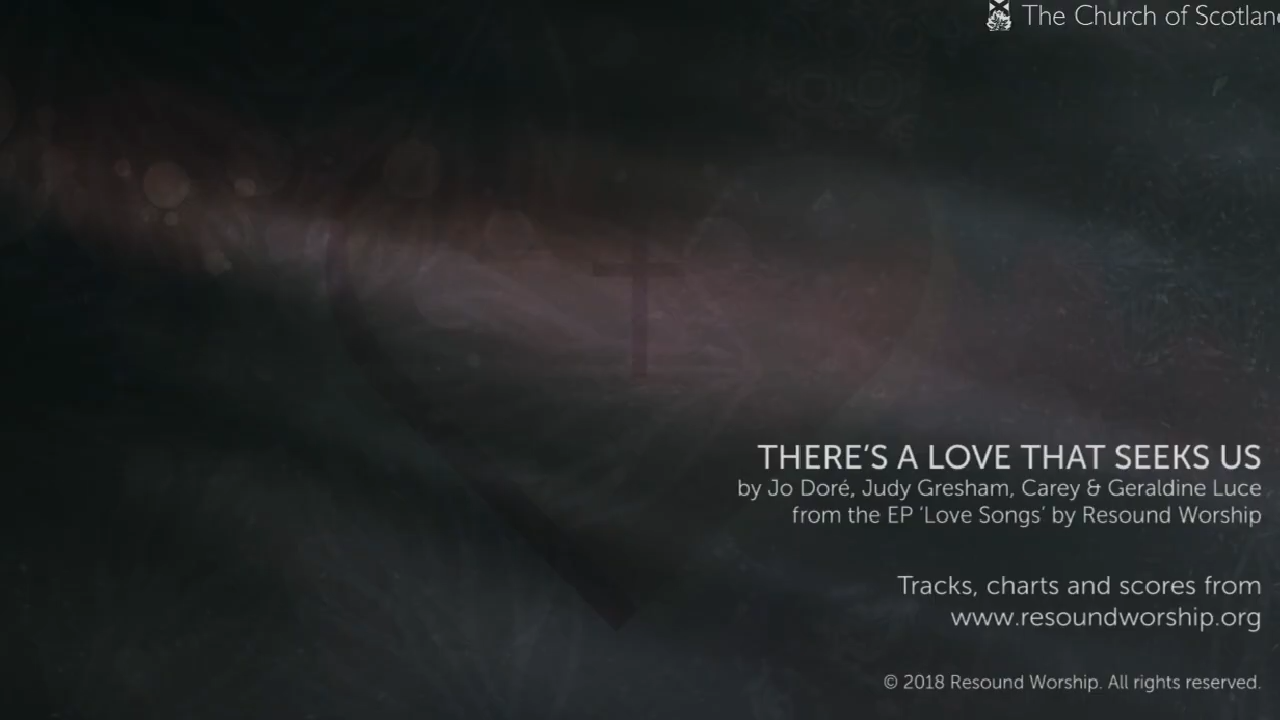 The Church of Scotlan
THERE'S A LOVE THAT SEEKS US
by Jo Doré, Judy Gresham, Carey & Geraldine Luce
from the EP 'Love Songs' by Resound Worship
Tracks, charts and scores from
www.resoundworship.org
© 2018 Resound Worship. All rights reserved.